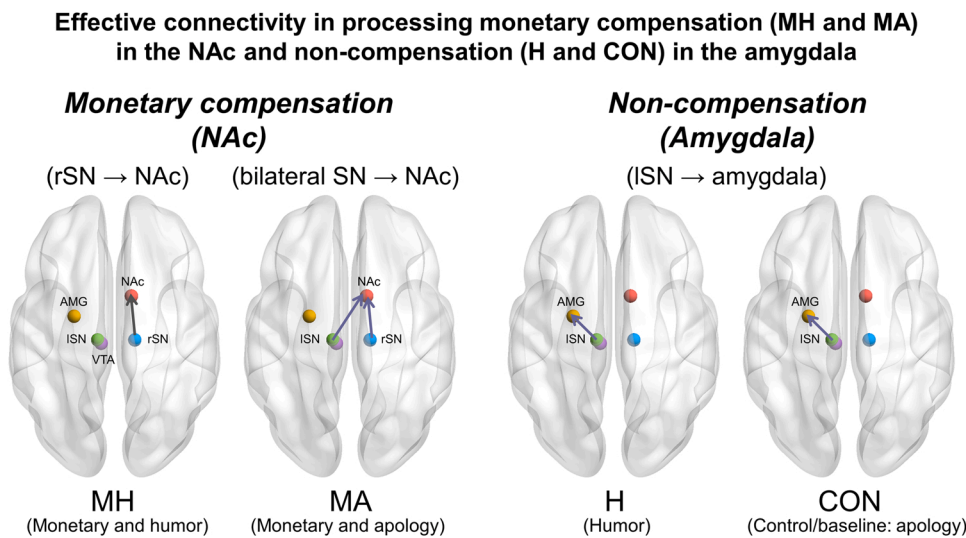 Effective connectivity in processing monetary compensation (MH and MA)
in the NAc and non-compensation (H and CON) in the amygdala
Monetary compensation
(NAc)
Non-compensation
(Amygdala)
(rSN → NAc)
(bilateral SN → NAc)
(lSN → amygdala)
NAc
AMG
lSN
rSN
VTA
NAc
lSN
rSN
AMG
lSN
AMG
lSN
MH
(Monetary and humor)
MA
(Monetary and apology)
H
(Humor)
CON
(Control/baseline: apology)